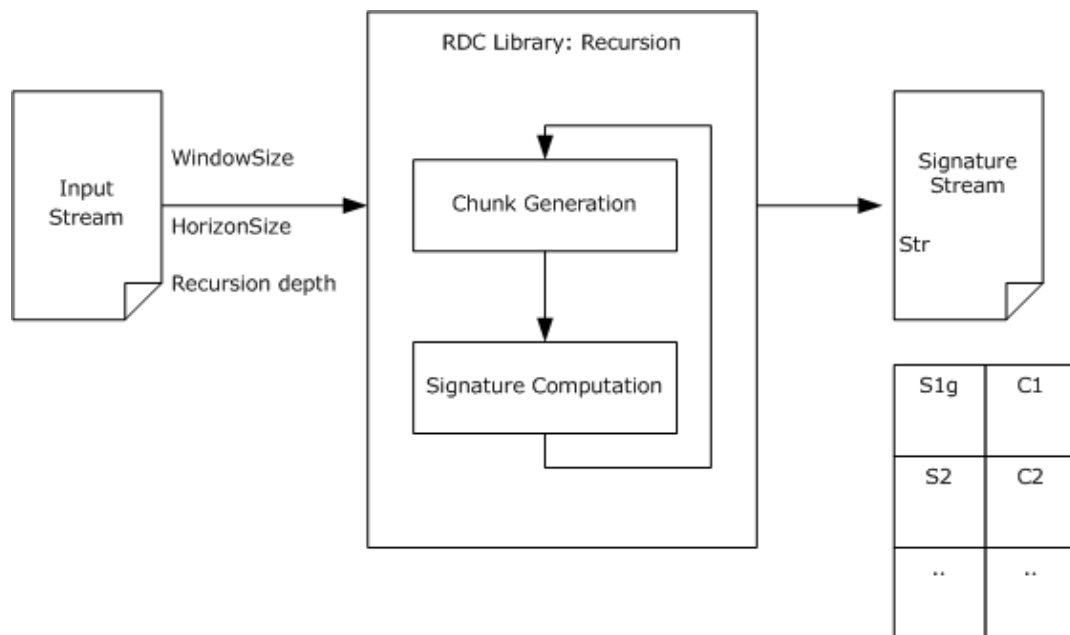 RDC Library: Recursion
Input
Stream
WindowSize
HorizonSize
Recursion depth
Chunk Generation
Signature Computation
Signature
Stream
Str
S1g C1
S2 C2
.. ..